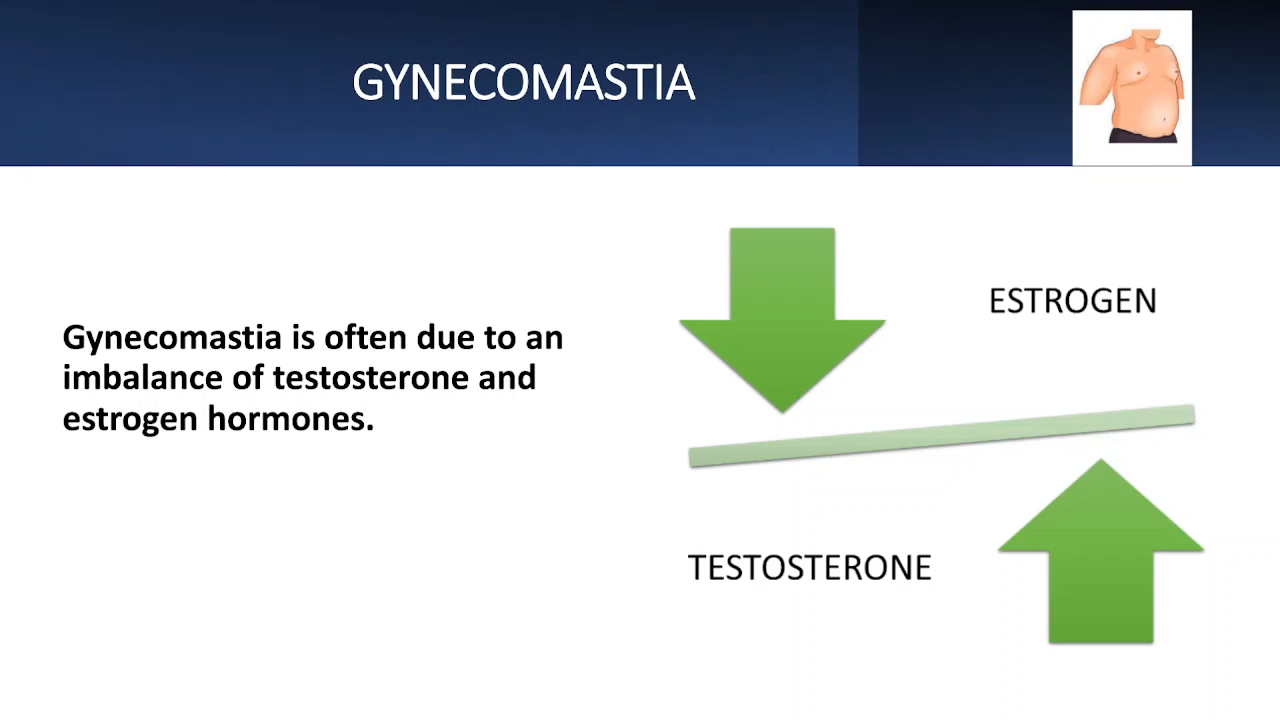 GYNECOMASTIA
Gynecomastia is often due to an
imbalance of testosterone and
estrogen hormones.
ESTROGEN
TESTOSTERONE